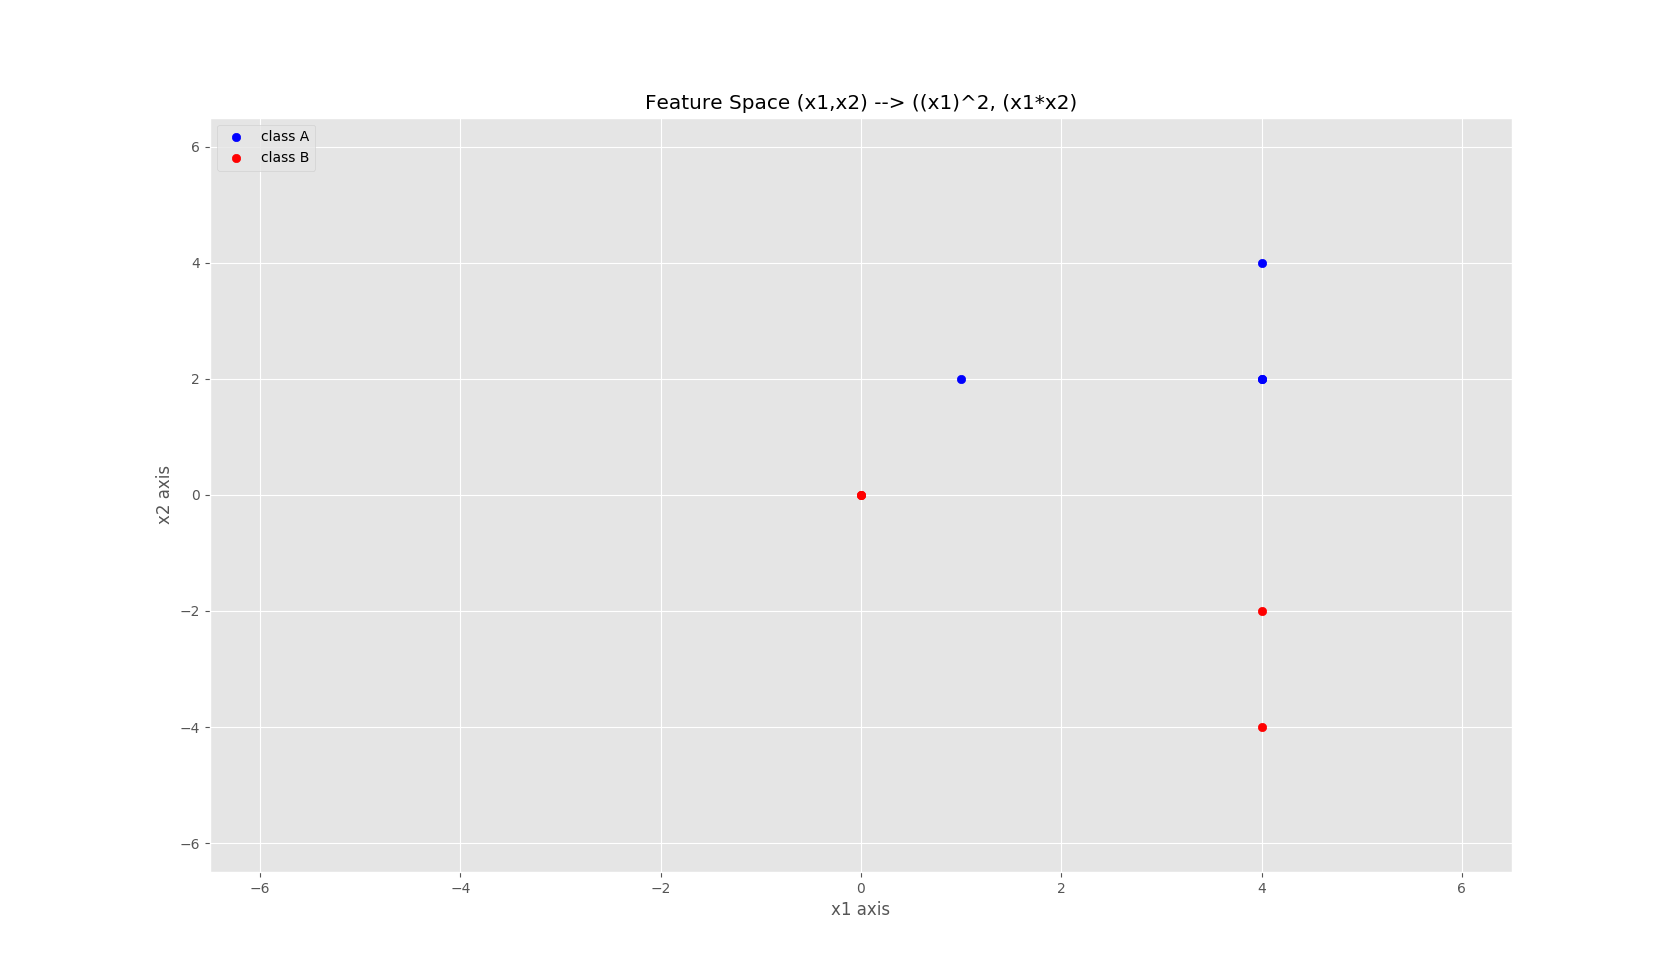 Feature Space (x1,x2) --> ((x1)^2, (x1*x2)
class A
class B
6
4
2
0
−2
−4
−6
x2 axis
−6 −4 −2 0 2 4 6
x1 axis